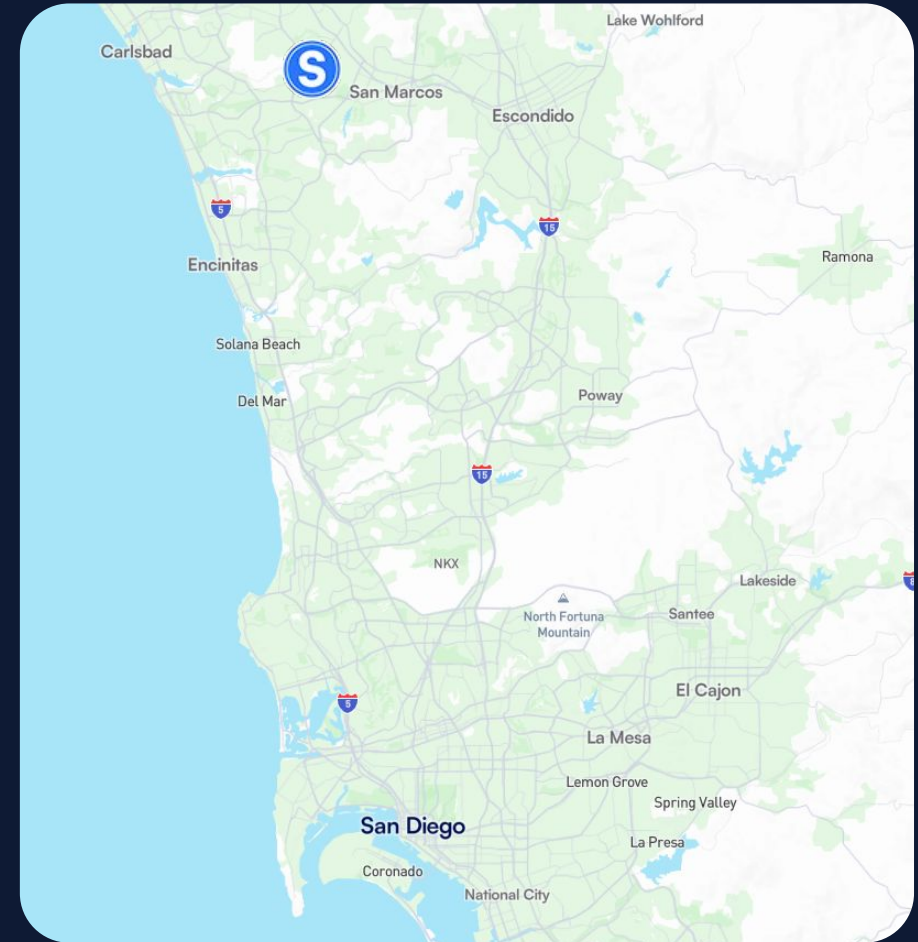 Lake Wohlford
Carlsbad
S
San Marcos
Escondido
5
15
Ramona
Encinitas
Solana Beach
Del Mar
Poway
15
NKX
Lakeside
8
North Fortuna
Mountain
Santee
El Cajon
5
La Mesa
Lemon Grove
Spring Valley
San Diego
La Presa
Coronado
National City